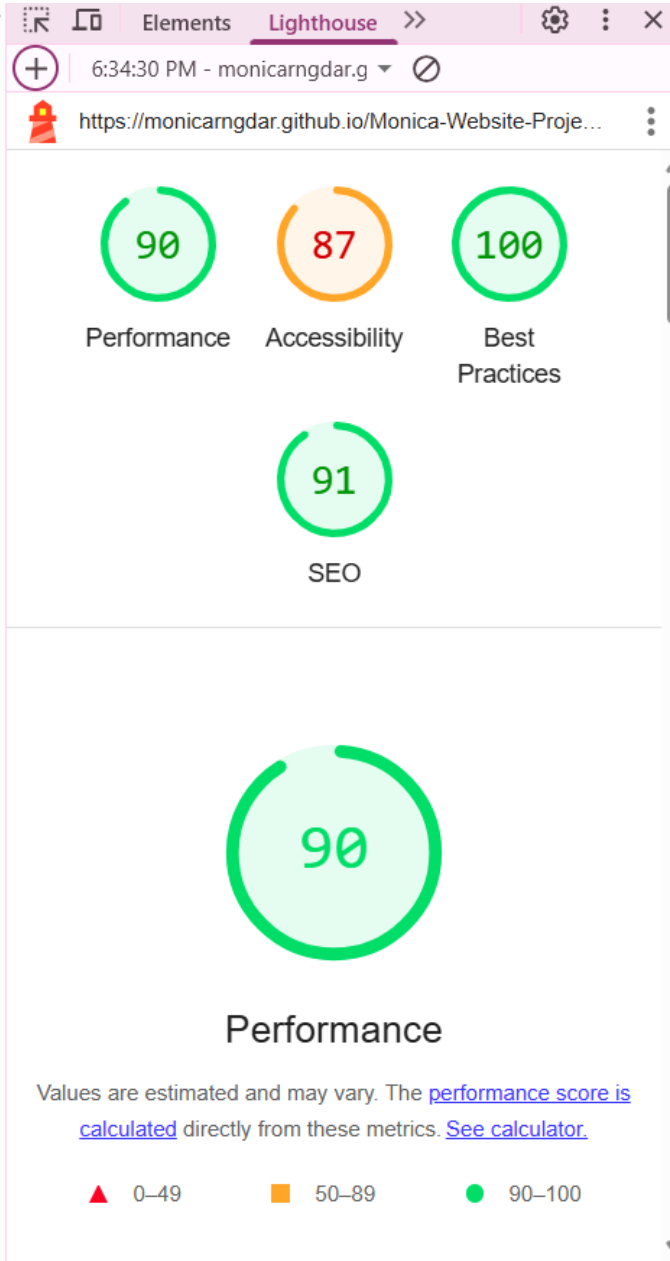 Elements Lighthouse
6:34:30 PM - monicarngdar.g
https://monicarngdar.github.io/Monica-Website-Proje…
90 87 100
Performance Accessibility Best
Practices
91
SEO
90
Performance
Values are estimated and may vary. The performance score is
calculated directly from these metrics. See calculator.
0–49 50–89 90–100